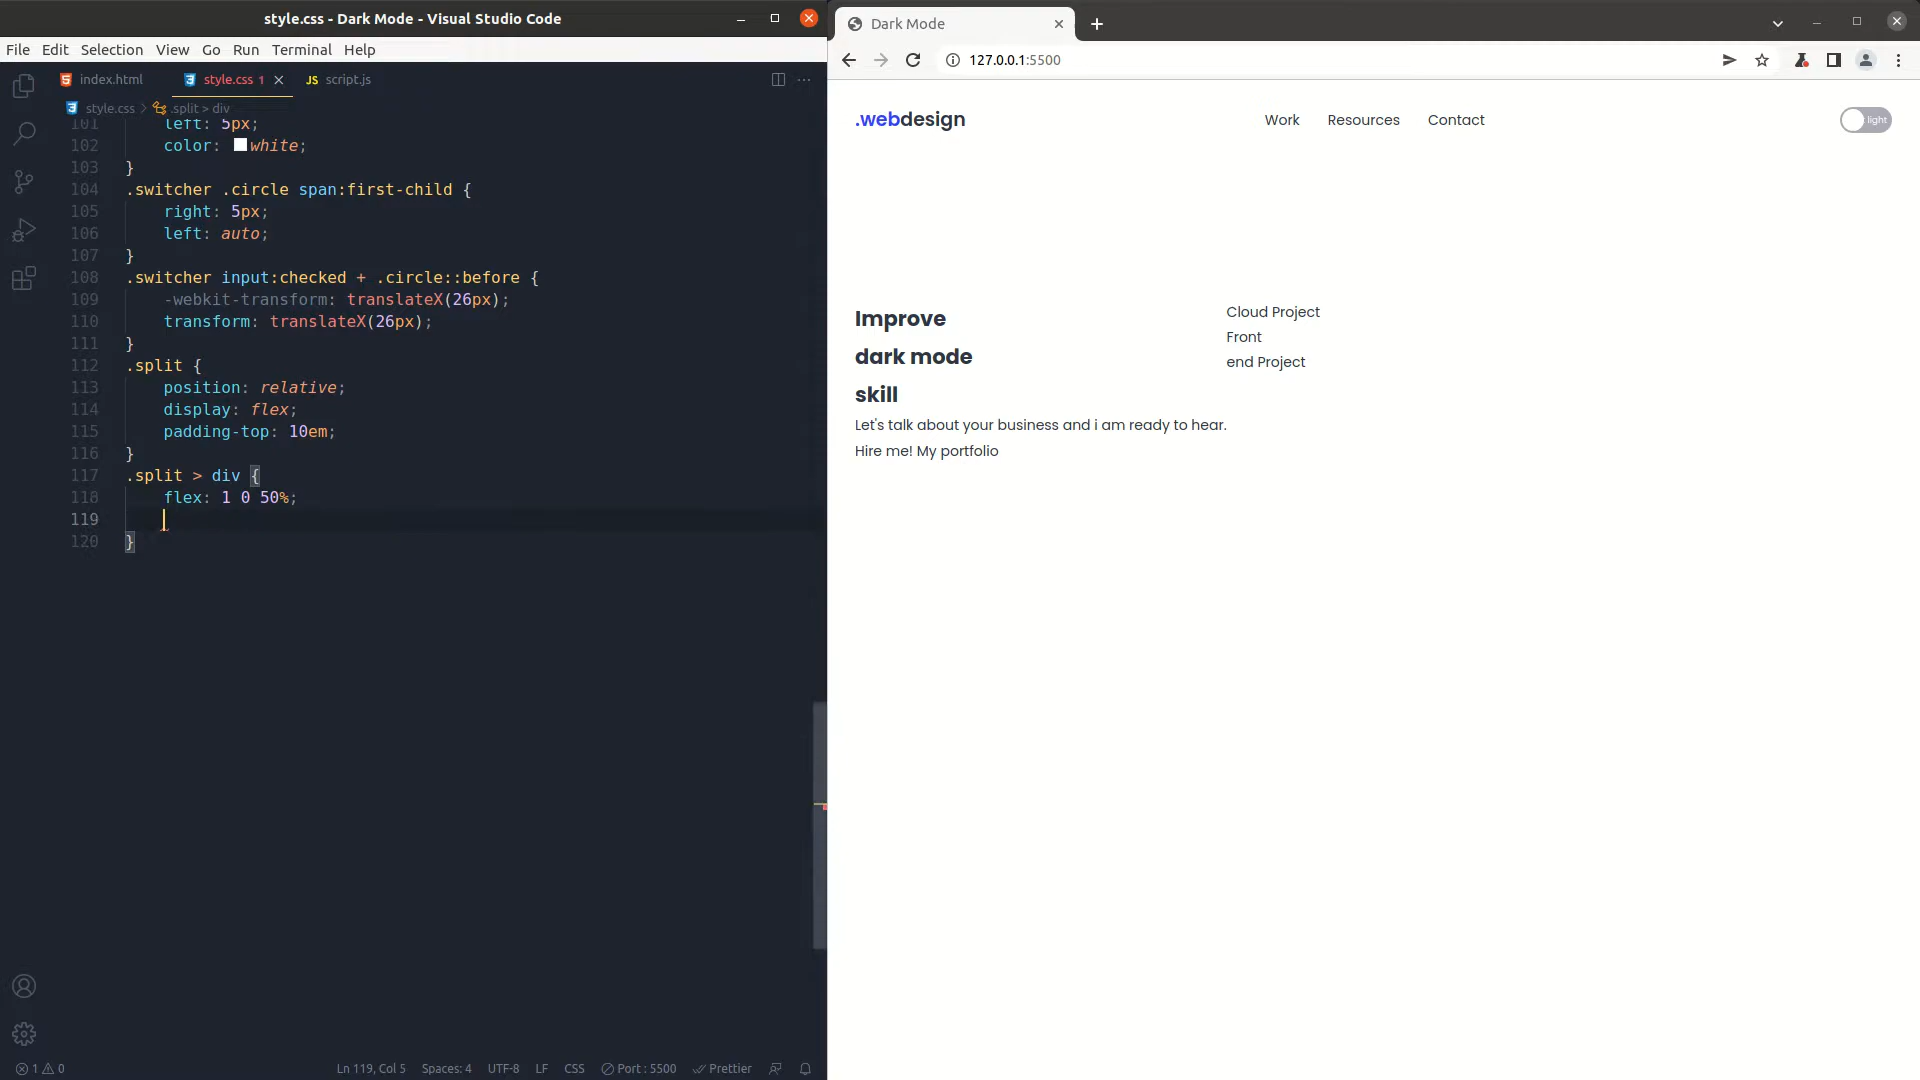 style.css - Dark Mode - Visual Studio Code
File Edit Selection View Go Run Terminal Help
index.html style.css 1 script.js
style.css > .split > div
101 left: 5px;
102 color: white;
103 }
104 .switcher .circle span:first-child {
105 right: 5px;
106 left: auto;
107 }
108 .switcher input:checked + .circle::before {
109 -webkit-transform: translateX(26px);
110 transform: translateX(26px);
111 }
112 .split {
113 position: relative;
114 display: flex;
115 padding-top: 10em;
116 }
117 .split > div {
118 flex: 1 0 50%;
119
120 }
1 0 Ln 119, Col 5 Spaces: 4 UTF-8 LF CSS Port : 5500 Prettier
Dark Mode
127.0.0.1:5500
.webdesign Work Resources Contact light
Improve
dark mode
skill
Let's talk about your business and i am ready to hear.
Hire me! My portfolio
Cloud Project
Front
end Project